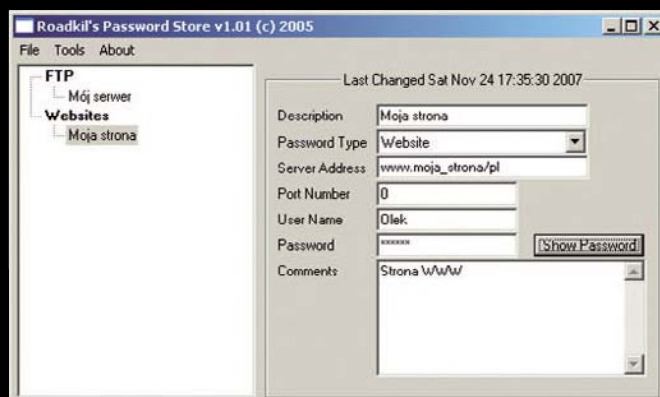 Roadkil's Password Store v1.01 (c) 2005
File Tools About
FTP
Mój serwer
Websites
Moja strona
Last Changed Sat Nov 24 17:35:30 2007
Description Moja strona
Password Type Website
Server Address www.moja_strona/pl
Port Number 0
User Name Olek
Password ******
Show Password
Comments Strona WWW